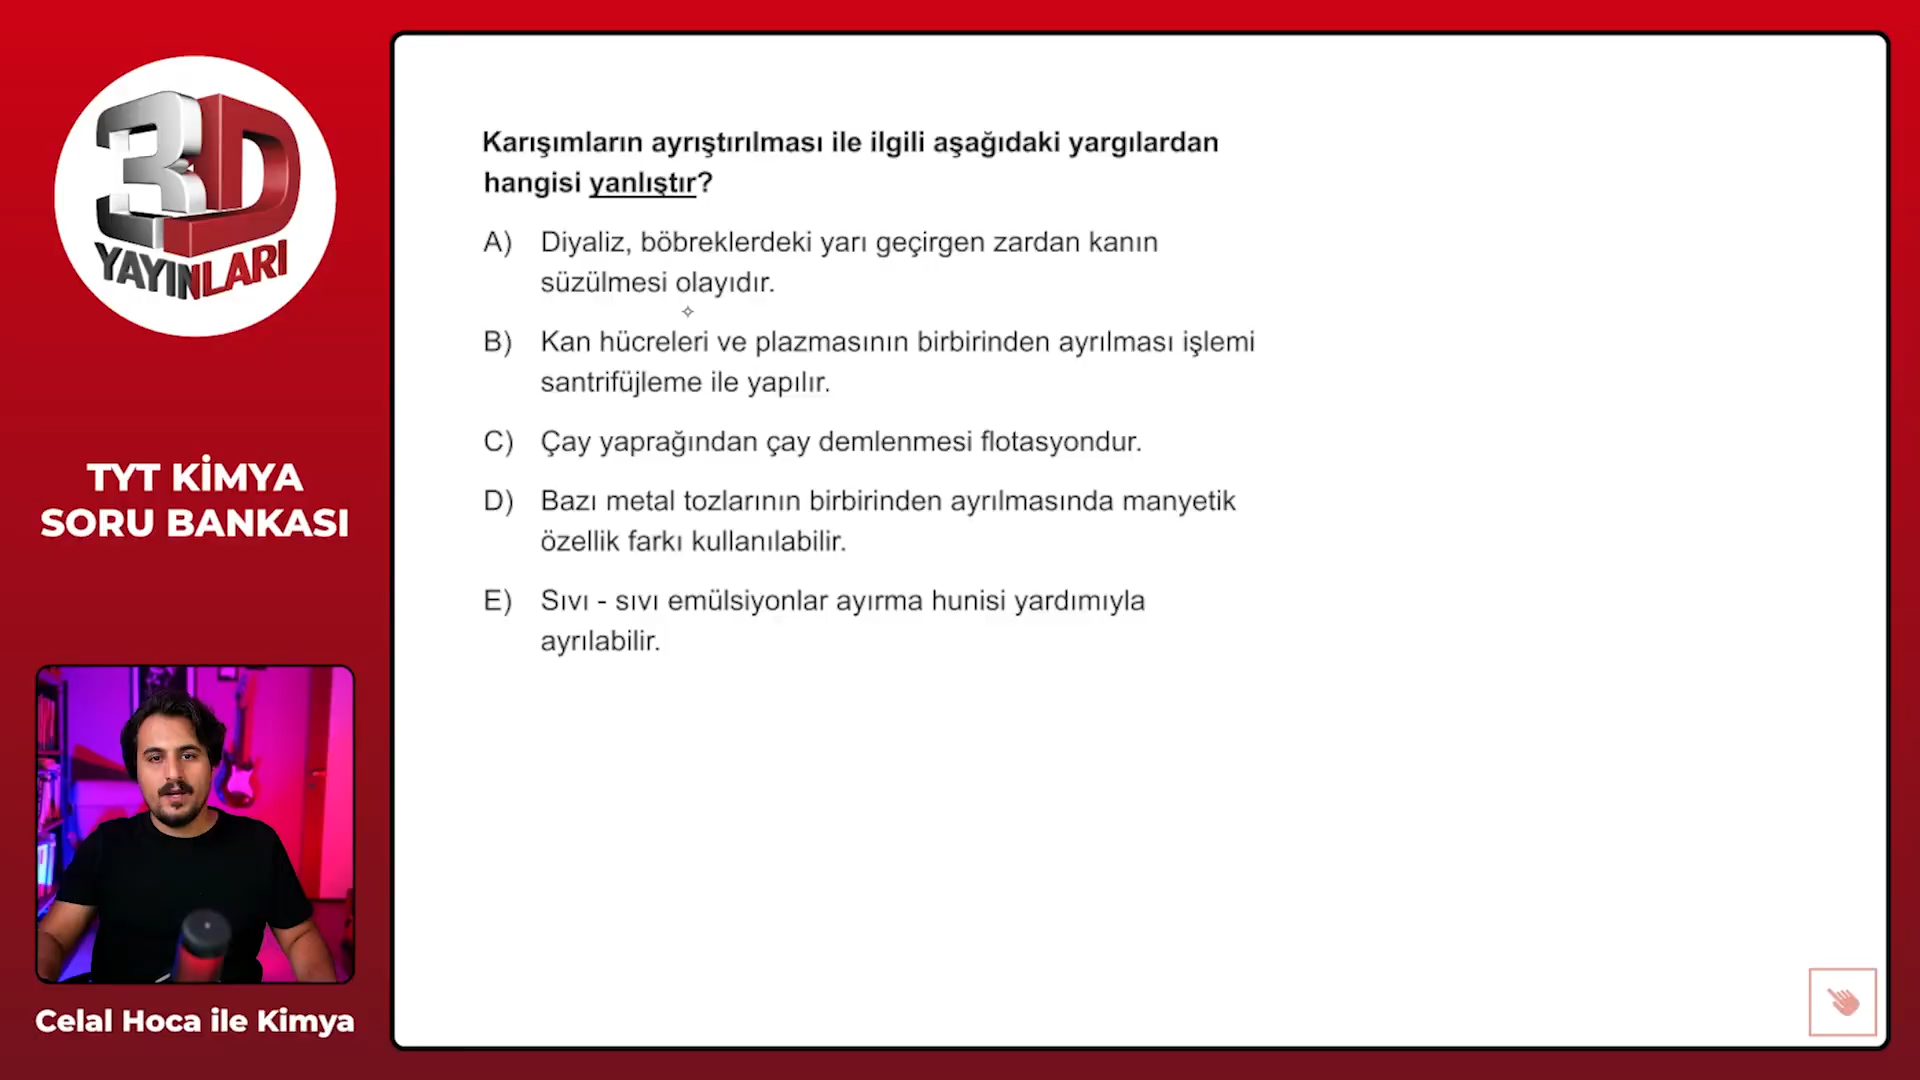 3D
YAYINLARI
TYT KİMYA
SORU BANKASI
Celal Hoca ile Kimya
Karışımların ayrıştırılması ile ilgili aşağıdaki yargılardan
hangisi yanlıştır?
A) Diyaliz, böbreklerdeki yarı geçirgen zardan kanın
süzülmesi olayıdır.
B) Kan hücreleri ve plazmasının birbirinden ayrılması işlemi
santrifüjleme ile yapılır.
C) Çay yaprağından çay demlenmesi flotasyondur.
D) Bazı metal tozlarının birbirinden ayrılmasında manyetik
özellik farkı kullanılabilir.
E) Sıvı - sıvı emülsiyonlar ayırma hunisi yardımıyla
ayrılabilir.